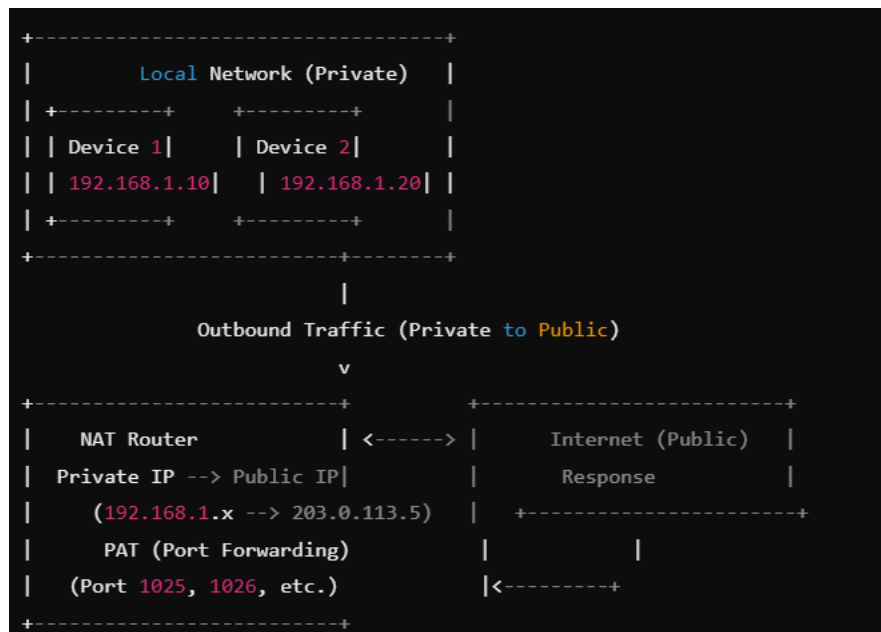 Local Network (Private)
Device 1 Device 2
192.168.1.10 192.168.1.20
Outbound Traffic (Private to Public)
v
NAT Router <------> Internet (Public)
Private IP --> Public IP Response
(192.168.1.x --> 203.0.113.5)
PAT (Port Forwarding)
(Port 1025, 1026, etc.)